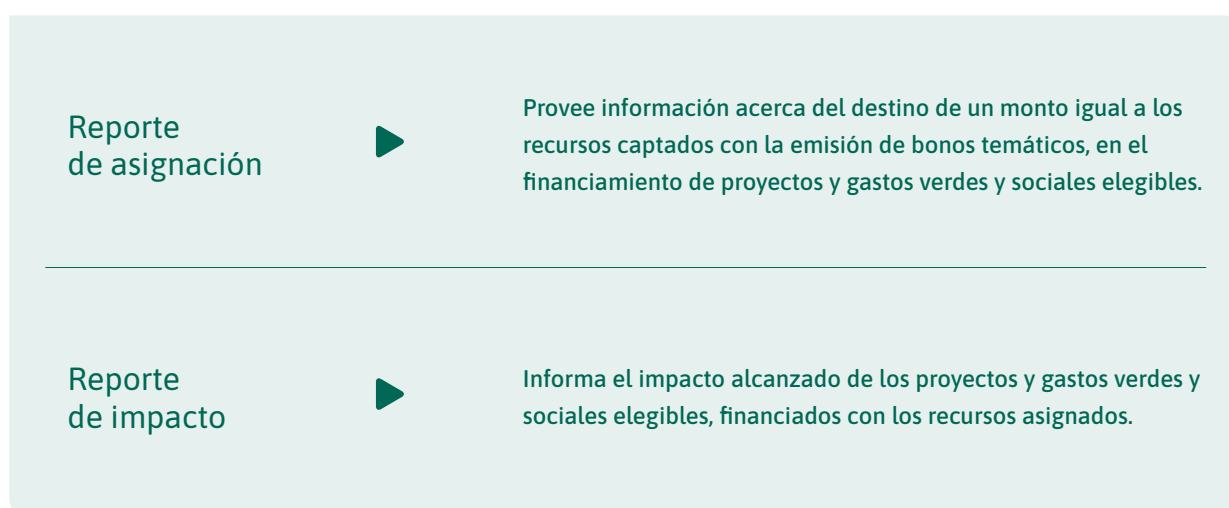 Reporte
de asignación
Provee información acerca del destino de un monto igual a los
recursos captados con la emisión de bonos temáticos, en el
financiamiento de proyectos y gastos verdes y sociales elegibles.
Reporte
de impacto
Informa el impacto alcanzado de los proyectos y gastos verdes y
sociales elegibles, financiados con los recursos asignados.